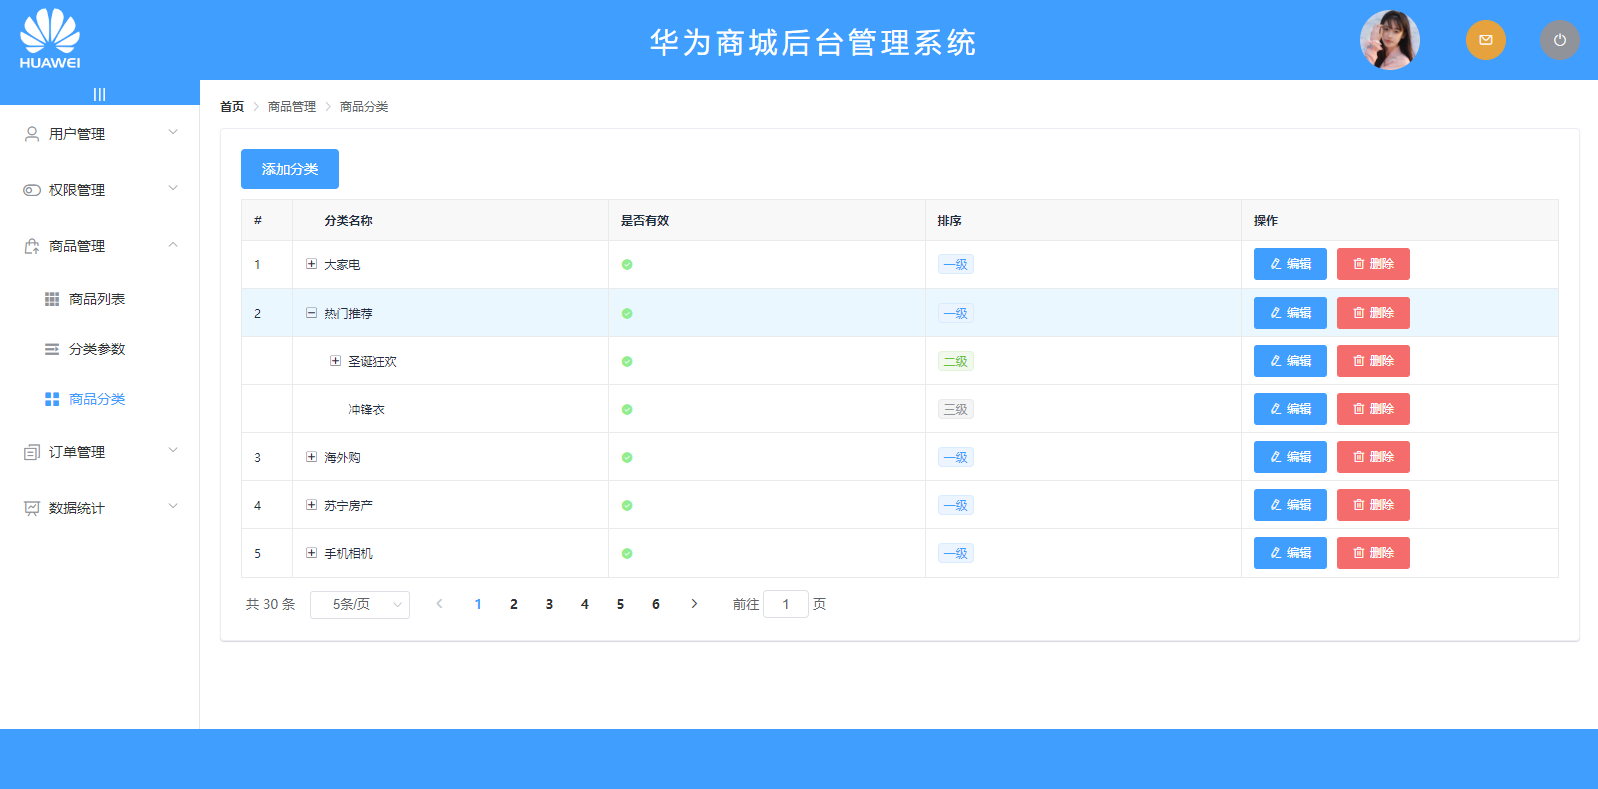 HUAWEI
华为商城后台管理系统
用户管理
权限管理
商品管理
商品列表
分类参数
商品分类
订单管理
数据统计
首页 商品管理 商品分类
添加分类
# 分类名称 是否有效 排序 操作
1 大家电 一级 编辑 删除
2 热门推荐 一级 编辑 删除
圣诞狂欢 二级 编辑 删除
冲锋衣 三级 编辑 删除
3 海外购 一级 编辑 删除
4 苏宁房产 一级 编辑 删除
5 手机相机 一级 编辑 删除
共 30 条 5条/页 1 2 3 4 5 6 前往 1 页